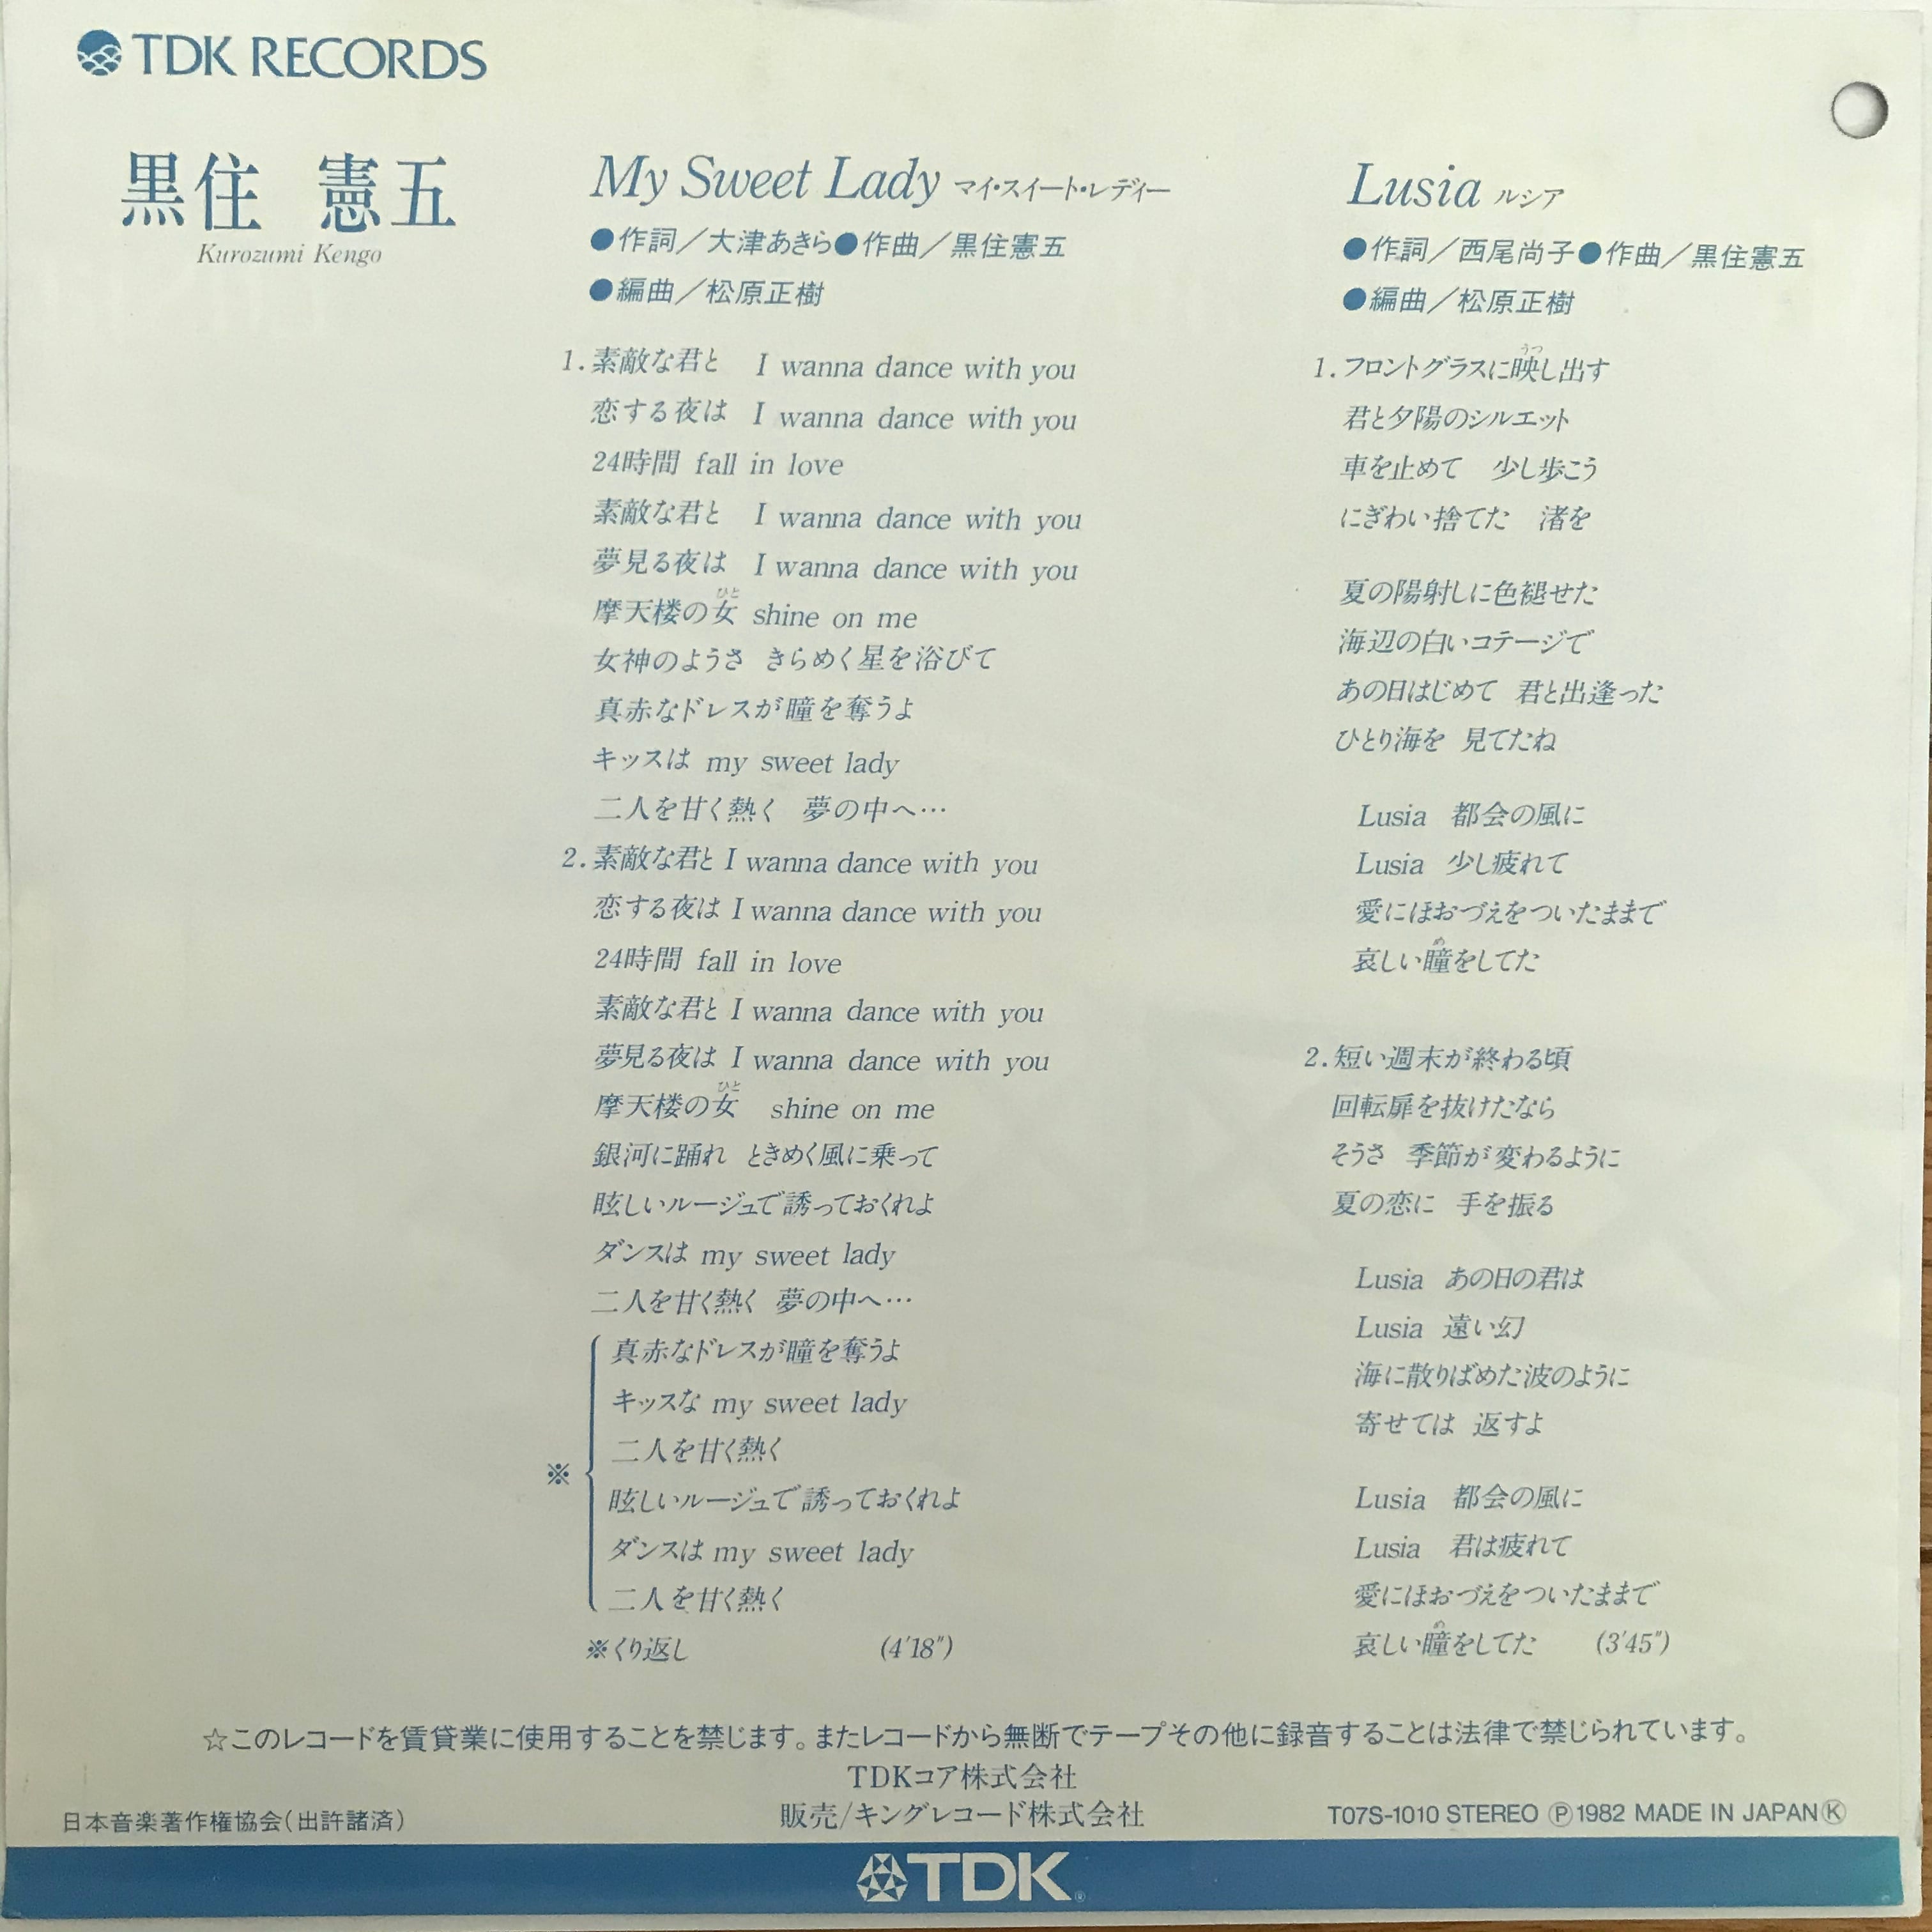 TDK RECORDS
黒住 憲五
Kurozumi Kengo
My Sweet Lady マイ・スイート・レディー
●作詞／大津あきら●作曲／黒住憲五
●編曲／松原正樹
1.素敵な君と I wanna dance with you
恋する夜は I wanna dance with you
24時間 fall in love
素敵な君と I wanna dance with you
夢見る夜は I wanna dance with you
ひと
摩天楼の女 shine on me
女神のようさ きらめく星を浴びて
真赤なドレスが瞳を奪うよ
キッスは my sweet lady
二人を甘く熱く 夢の中へ…
2.素敵な君と I wanna dance with you
恋する夜は I wanna dance with you
24時間 fall in love
素敵な君と I wanna dance with you
夢見る夜は I wanna dance with you
ひと
摩天楼の女 shine on me
銀河に踊れ ときめく風に乗って
眩しいルージュで誘っておくれよ
ダンスは my sweet lady
二人を甘く熱く 夢の中へ…
真赤なドレスが瞳を奪うよ
キッスな my sweet lady
二人を甘く熱く
※
眩しいルージュで誘っておくれよ
ダンスは my sweet lady
二人を甘く熱く
※くり返し (4'18")
Lusia ルシア
●作詞／西尾尚子●作曲／黒住憲五
●編曲／松原正樹
うつ
1.フロントグラスに映し出す
君と夕陽のシルエット
車を止めて 少し歩こう
にぎわい捨てた 渚を
夏の陽射しに色褪せた
海辺の白いコテージで
あの日はじめて 君と出逢った
ひとり海を 見てたね
Lusia 都会の風に
Lusia 少し疲れて
愛にほおづえをついたままで
め
哀しい瞳をしてた
2.短い週末が終わる頃
回転扉を抜けたなら
そうさ 季節が変わるように
夏の恋に 手を振る
Lusia あの日の君は
Lusia 遠い幻
海に散りばめた波のように
寄せては 返すよ
Lusia 都会の風に
Lusia 君は疲れて
愛にほおづえをついたままで
め
哀しい瞳をしてた (3'45")
☆このレコードを賃貸業に使用することを禁じます。またレコードから無断でテープその他に録音することは法律で禁じられています。
TDKコア株式会社
日本音楽著作権協会(出許諸済)
販売/キングレコード株式会社
T07S-1010 STEREO Ⓟ1982 MADE IN JAPANⓀ
TDK®